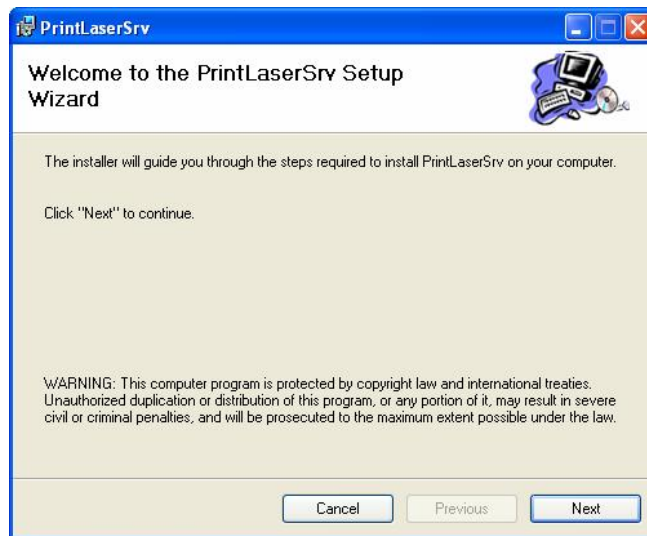 PrintLaserSrv
Welcome to the PrintLaserSrv Setup
Wizard
The installer will guide you through the steps required to install PrintLaserSrv on your computer.
Click "Next" to continue.
WARNING: This computer program is protected by copyright law and international treaties.
Unauthorized duplication or distribution of this program, or any portion of it, may result in severe
civil or criminal penalties, and will be prosecuted to the maximum extent possible under the law.
Cancel
Previous
Next